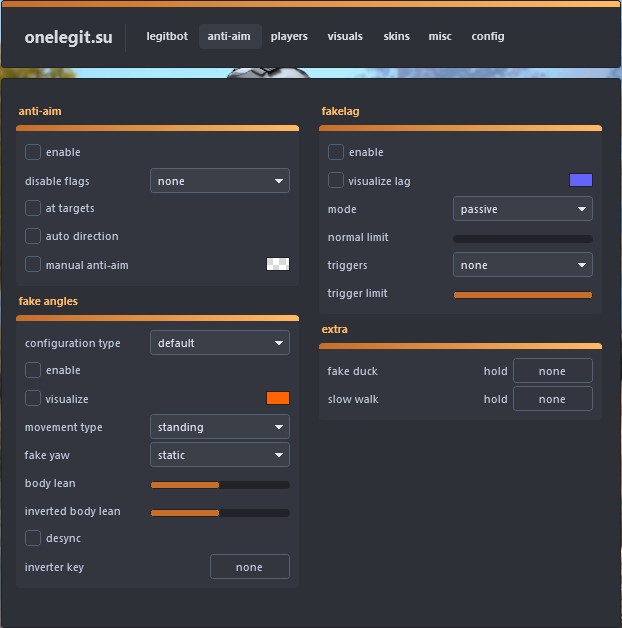 onelegit.su
legitbot
anti-aim
players
visuals
skins
misc
config
anti-aim
enable
disable flags
none
at targets
auto direction
manual anti-aim
fake angles
configuration type
default
enable
visualize
movement type
standing
fake yaw
static
body lean
inverted body lean
desync
inverter key
none
fakelag
enable
visualize lag
mode
passive
normal limit
triggers
none
trigger limit
extra
fake duck
hold
none
slow walk
hold
none